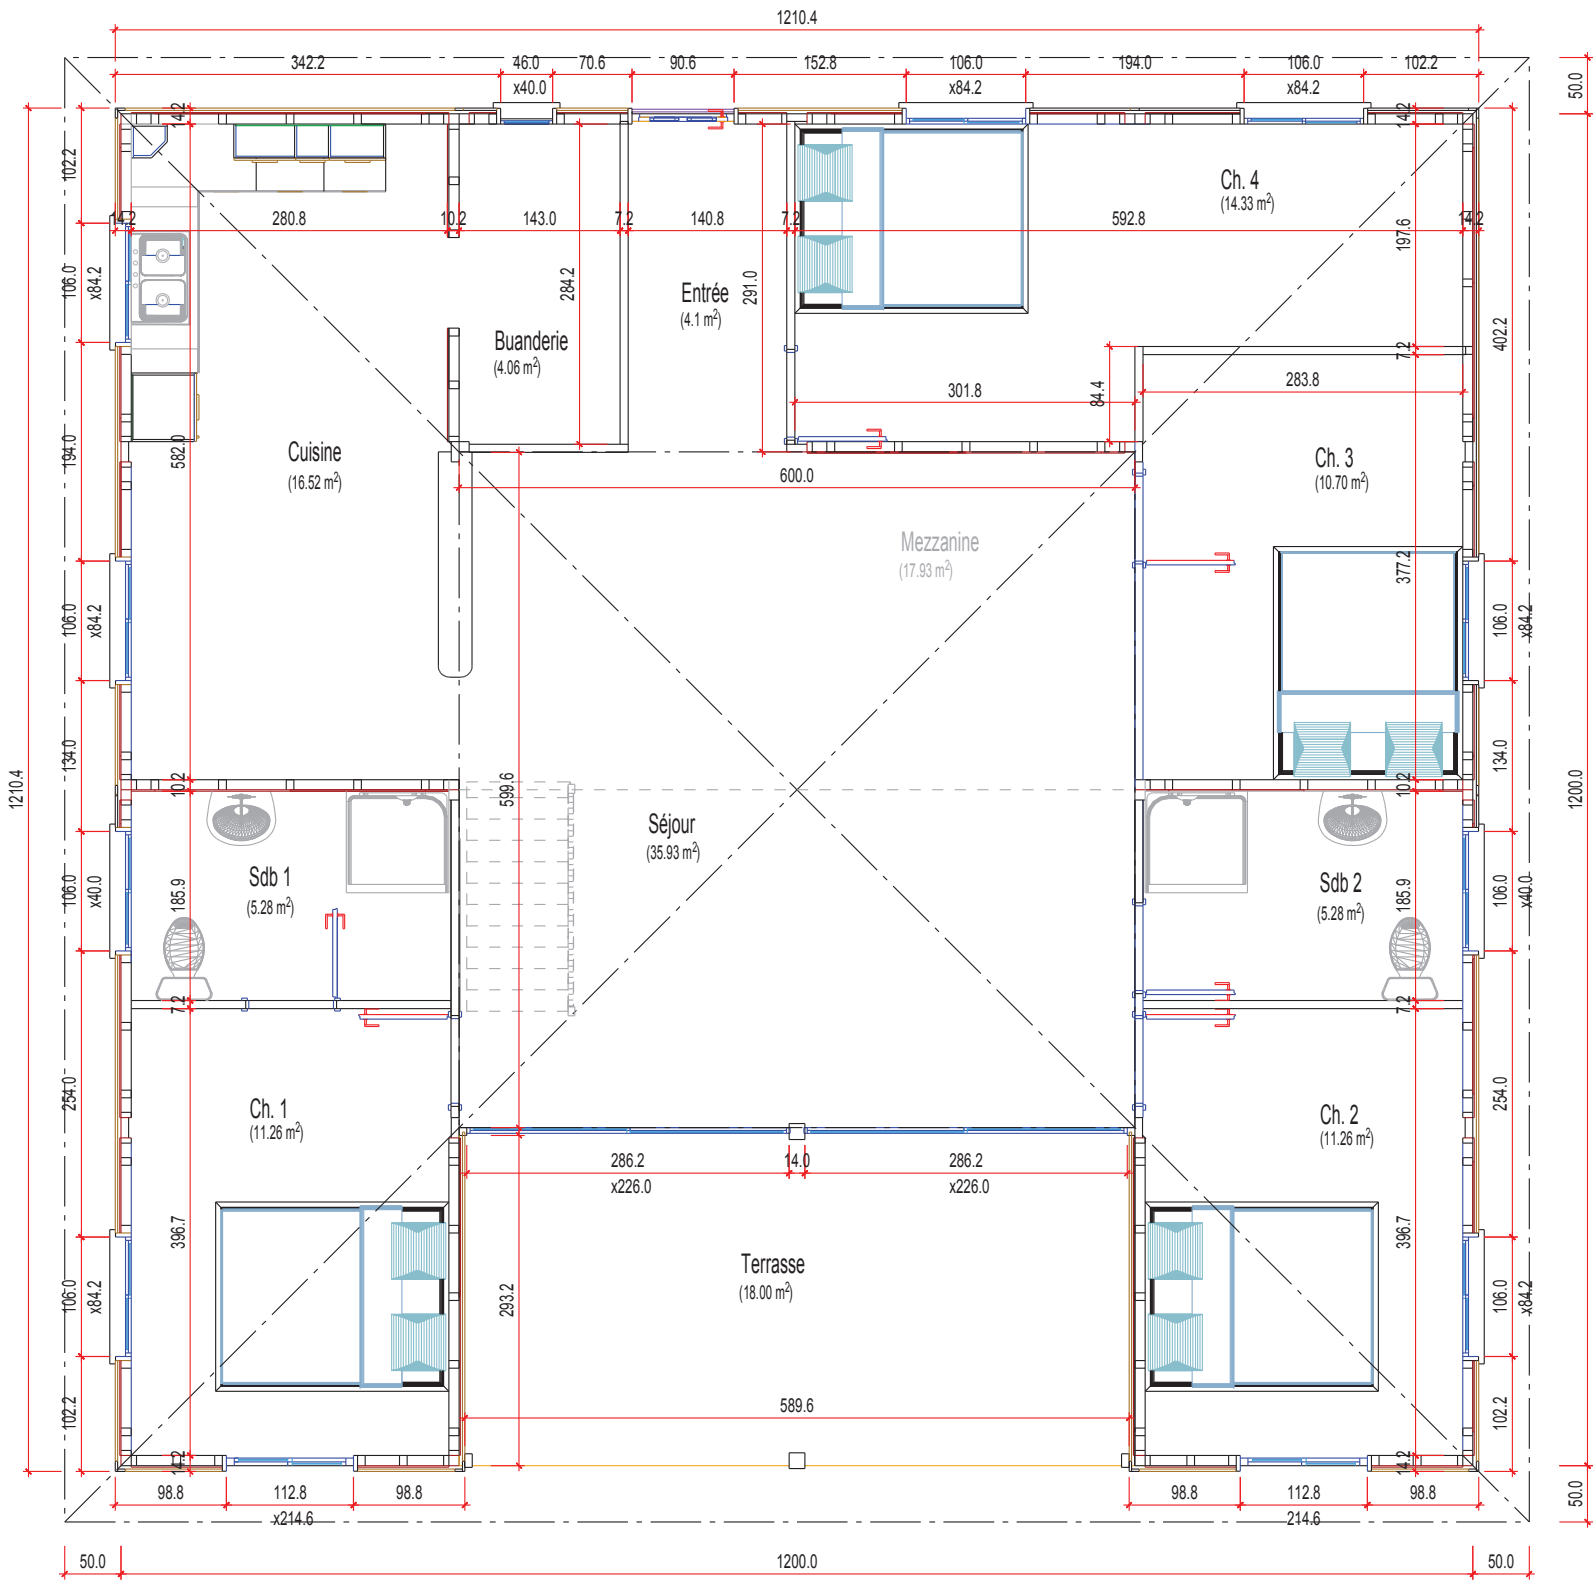 1210.4
342.2 46.0 70.6 90.6 152.8 106.0 194.0 106.0 102.2
x40.0 x84.2 x84.2
50.0
14.2 14.2
102.2
Ch. 4
(14.33 m²)
14.2 280.8 10.2 143.0 7.2 140.8 7.2 592.8 14.2
197.6
106.0 x84.2
284.2
Entrée
(4.1 m²)
291.0
Buanderie
(4.06 m²)
402.2
7.2
301.8
84.4
283.8
194.0
582.0
Cuisine
(16.52 m²)
Ch. 3
(10.70 m²)
600.0
Mezzanine
(17.93 m²)
377.2
106.0 x84.2
106.0 x84.2
134.0
134.0
1210.4
10.2
599.6
10.2
1200.0
Séjour
(35.93 m²)
Sdb 1
(5.28 m²)
Sdb 2
(5.28 m²)
106.0 x40.0
185.9
185.9
106.0 x40.0
7.2
7.2
254.0
254.0
Ch. 1
(11.26 m²)
Ch. 2
(11.26 m²)
286.2 14.0 286.2
x226.0 x226.0
396.7
396.7
Terrasse
(18.00 m²)
293.2
106.0 x84.2
106.0 x84.2
589.6
102.2
102.2
14.2
14.2
98.8 112.8 98.8 98.8 112.8 98.8
x214.6 214.6
50.0
50.0 1200.0 50.0